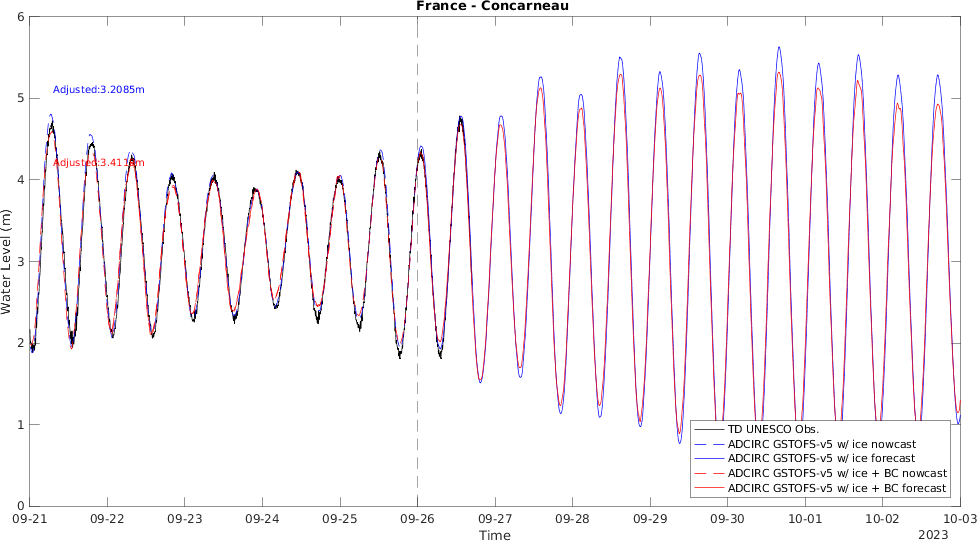 France - Concarneau
6
5
4
3
2
1
0
Water Level (m)
Adjusted:3.2085m
TD UNESCO Obs.
ADCIRC GSTOFS-v5 w/ ice nowcast
ADCIRC GSTOFS-v5 w/ ice forecast
ADCIRC GSTOFS-v5 w/ ice + BC nowcast
ADCIRC GSTOFS-v5 w/ ice + BC forecast
09-21 09-22 09-23 09-24 09-25 09-26 09-27 09-28 09-29 09-30 10-01 10-02 10-03
Time
2023